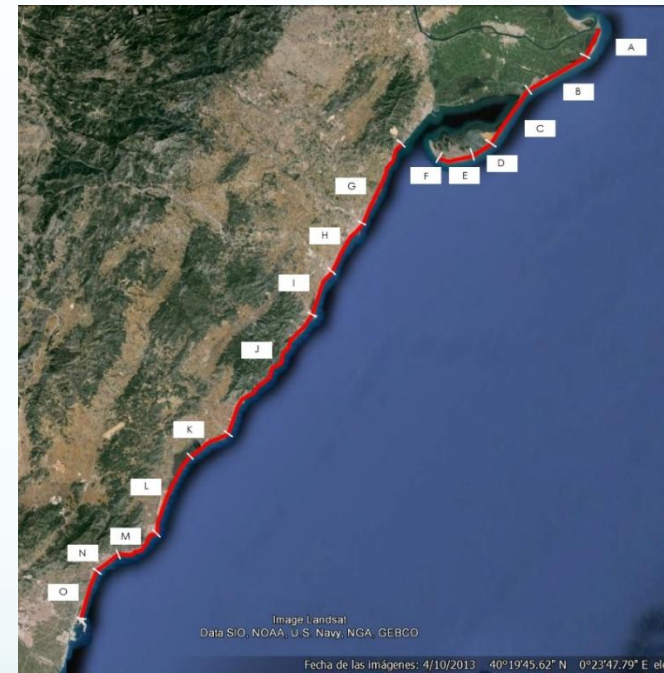 A
B
C
D
E
F
G
H
I
J
K
L
M
N
O
Image Landsat
Data SIO, NOAA, U.S. Navy, NGA, GEBCO
Fecha de las imágenes: 4/10/2013 40°19'45.62" N 0°23'47.79" E